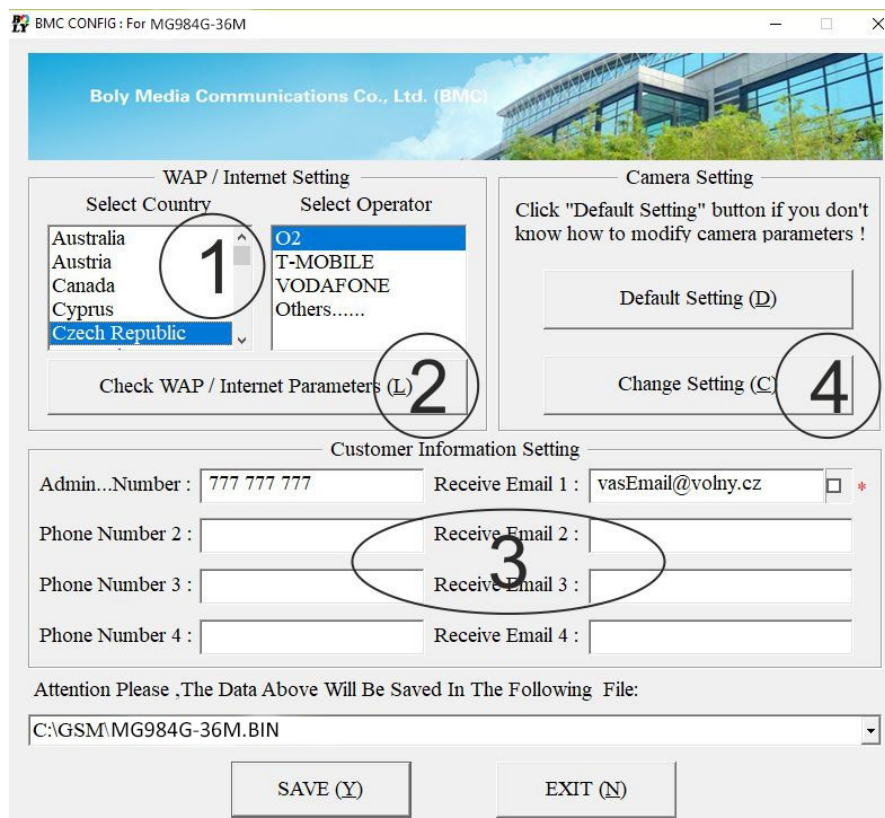 BOLY BMC CONFIG : For MG984G-36M
Boly Media Communications Co., Ltd. (BMC)
WAP / Internet Setting
Select Country
Select Operator
Australia
Austria
Canada
Cyprus
Czech Republic
1
O2
T-MOBILE
VODAFONE
Others......
Check WAP / Internet Parameters (L)
2
Camera Setting
Click "Default Setting" button if you don't
know how to modify camera parameters !
Default Setting (D)
Change Setting (C)
4
Customer Information Setting
Admin...Number : 777 777 777 Receive Email 1 : vasEmail@volny.cz *
Phone Number 2 : Receive Email 2 :
3
Phone Number 3 : Receive Email 3 :
Phone Number 4 : Receive Email 4 :
Attention Please ,The Data Above Will Be Saved In The Following File:
C:\GSM\MG984G-36M.BIN
SAVE (Y)
EXIT (N)